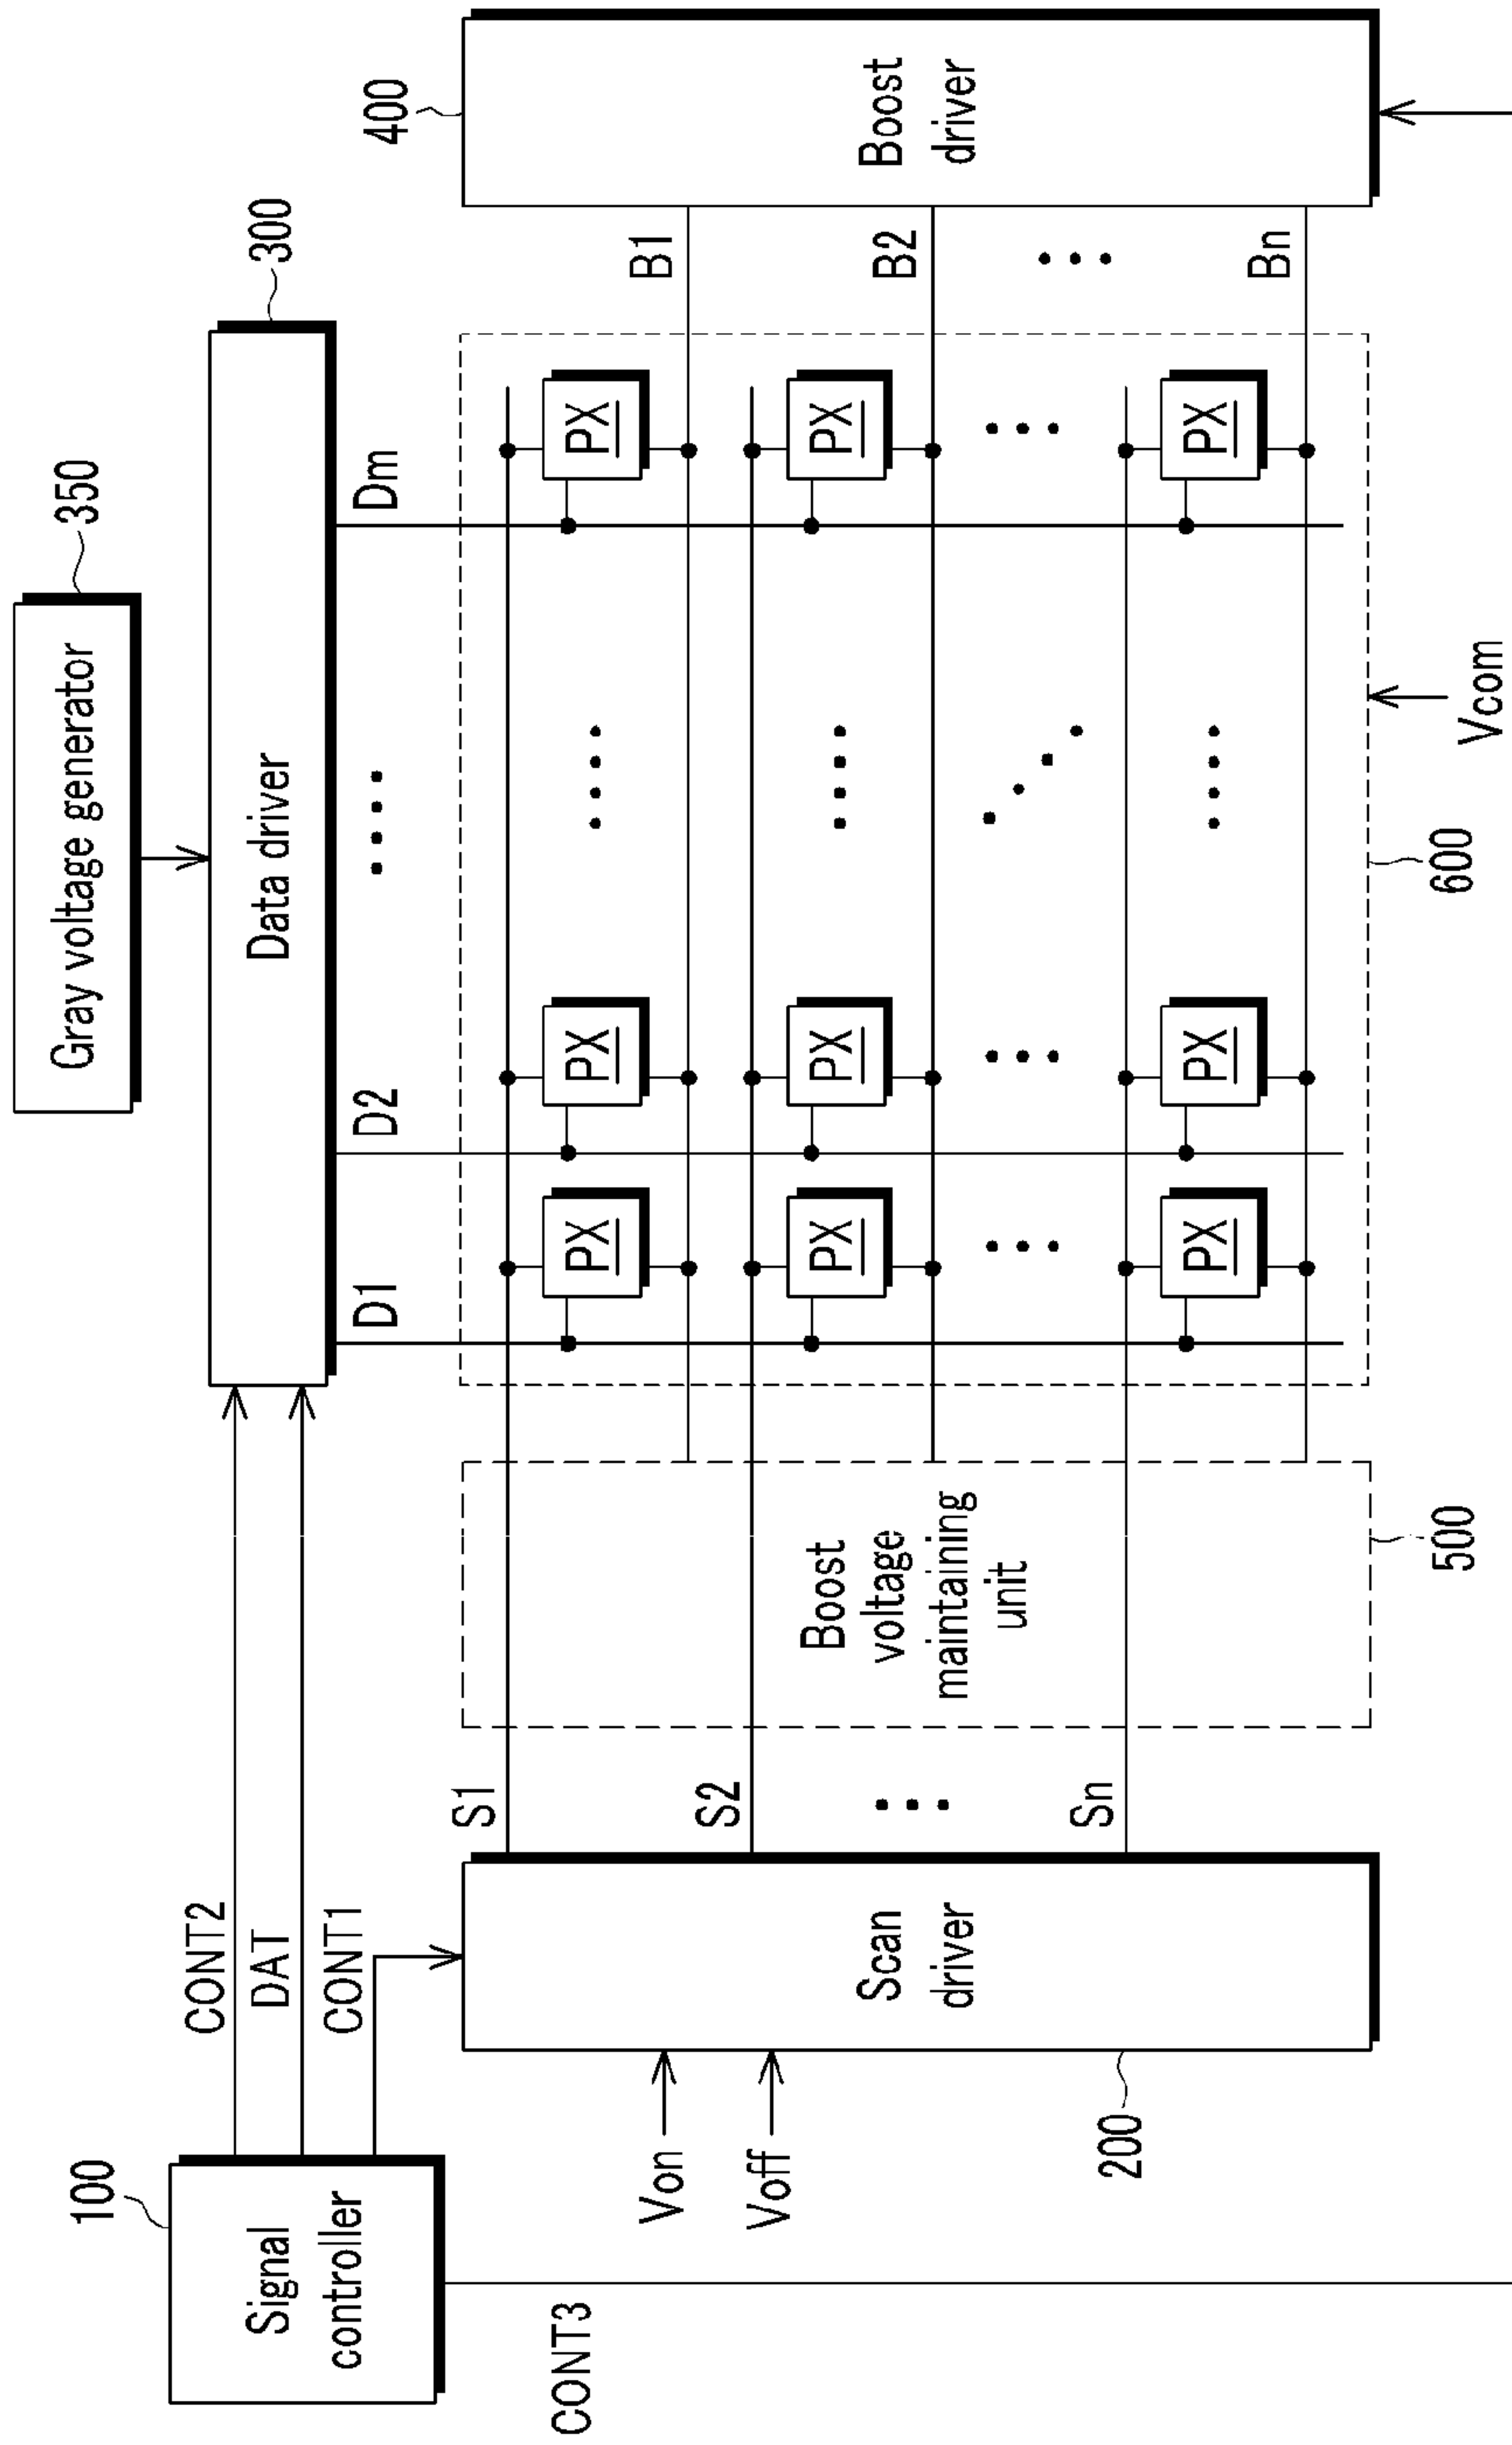 Gray voltage generator
350
100
Signal
controller
CONT2
DAT
CONT1
Data driver
300
D1
D2
Dm
400
CONT3
Von
Voff
Scan
driver
200
S1
S2
Sn
Boost
voltage
maintaining
unit
500
PX
PX
PX
PX
PX
PX
PX
PX
PX
B1
B2
Bn
Boost
driver
600
Vcom